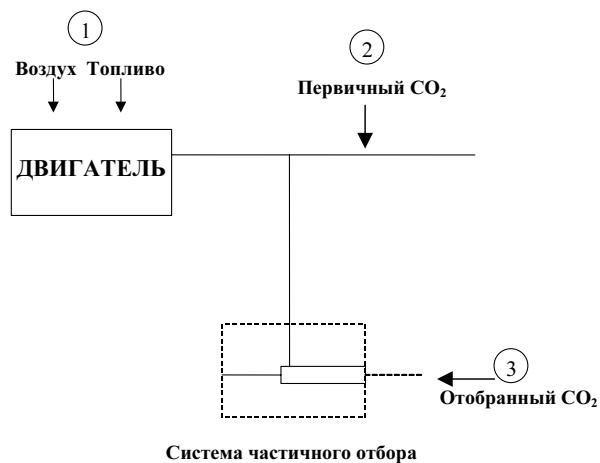 1
Воздух Топливо
2
Первичный CO₂
ДВИГАТЕЛЬ
3
Отобранный CO₂
Система частичного отбора